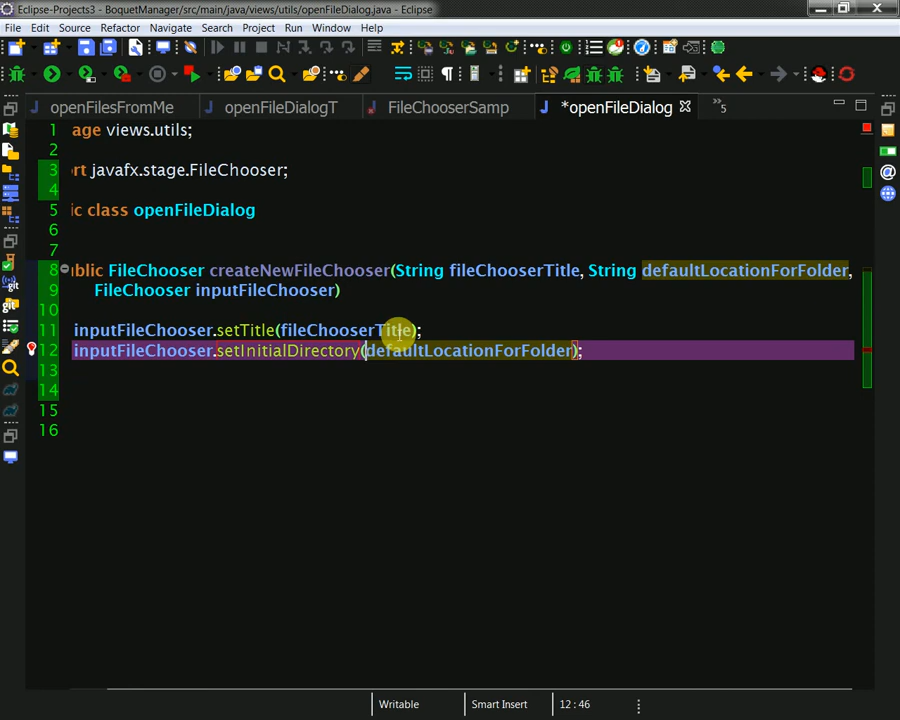 Eclipse-Projects3 - BoquetManager/src/main/java/views/utils/openFileDialog.java - Eclipse
File Edit Source Refactor Navigate Search Project Run Window Help
openFilesFromMe openFileDialogT FileChooserSamp *openFileDialog »5
1 age views.utils;
2
3 rt javafx.stage.FileChooser;
4
5 ic class openFileDialog
6
7
8 blic FileChooser createNewFileChooser(String fileChooserTitle, String defaultLocationForFolder,
9 FileChooser inputFileChooser)
10
11 inputFileChooser.setTitle(fileChooserTitle);
12 inputFileChooser.setInitialDirectory(defaultLocationForFolder);
13
14
15
16
Writable Smart Insert 12 : 46